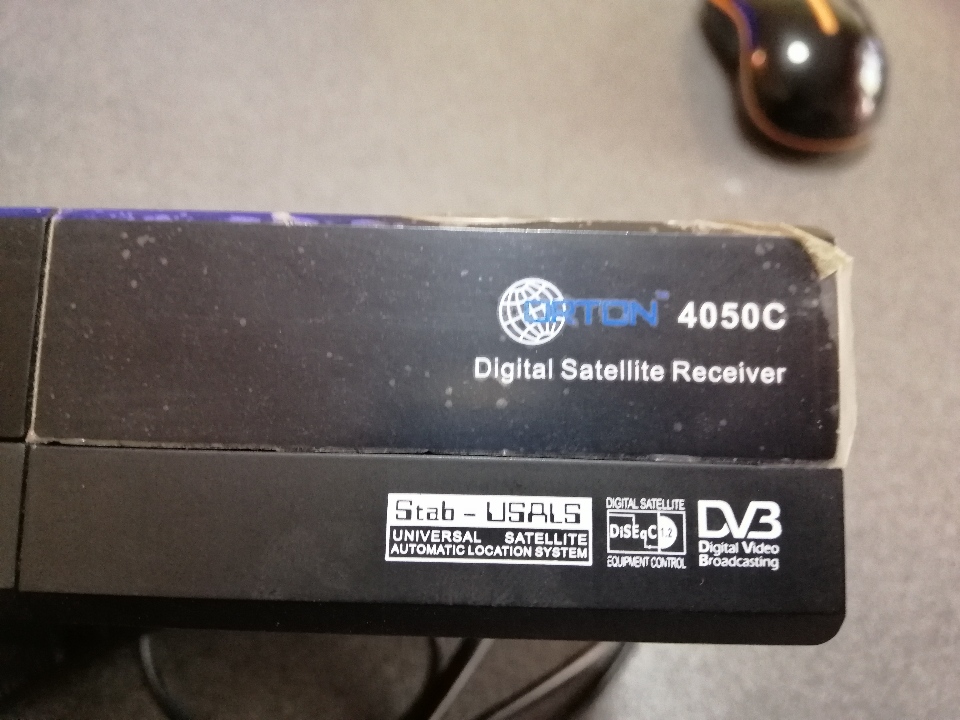 ORTON™ 4050C
Digital Satellite Receiver
Stab - USALS
UNIVERSAL SATELLITE
AUTOMATIC LOCATION SYSTEM
DIGITAL SATELLITE
DiSEqC 1.2
EQUIPMENT CONTROL
DVB
Digital Video
Broadcasting